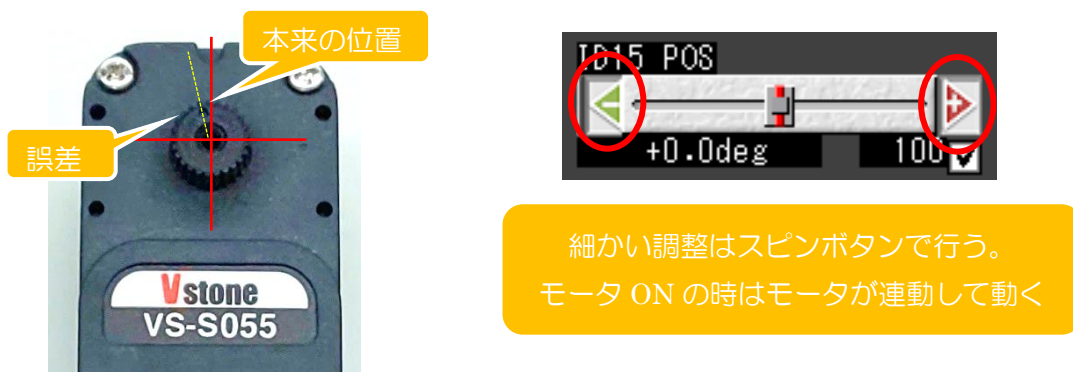 本来の位置
誤差
Vstone
VS-S055
ID15 POS
+0.0deg
100
細かい調整はスピンボタンで行う。
モータ ON の時はモータが連動して動く